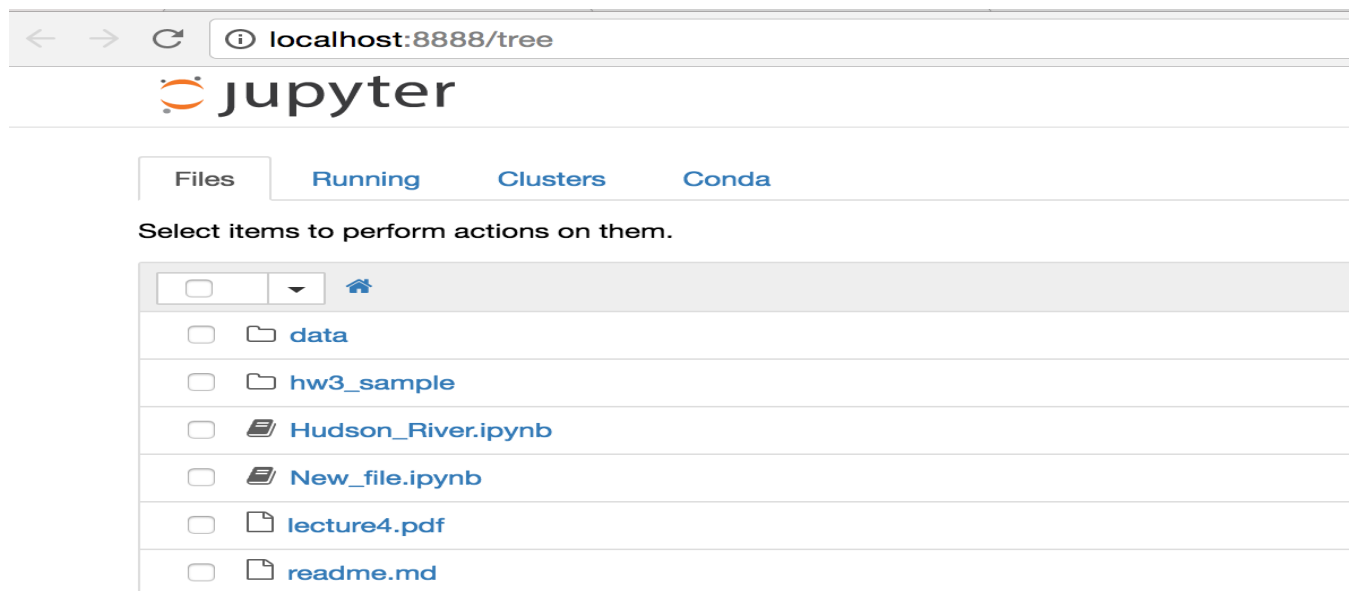 localhost:8888/tree
jupyter
Files Running Clusters Conda
Select items to perform actions on them.
data
hw3_sample
Hudson_River.ipynb
New_file.ipynb
lecture4.pdf
readme.md